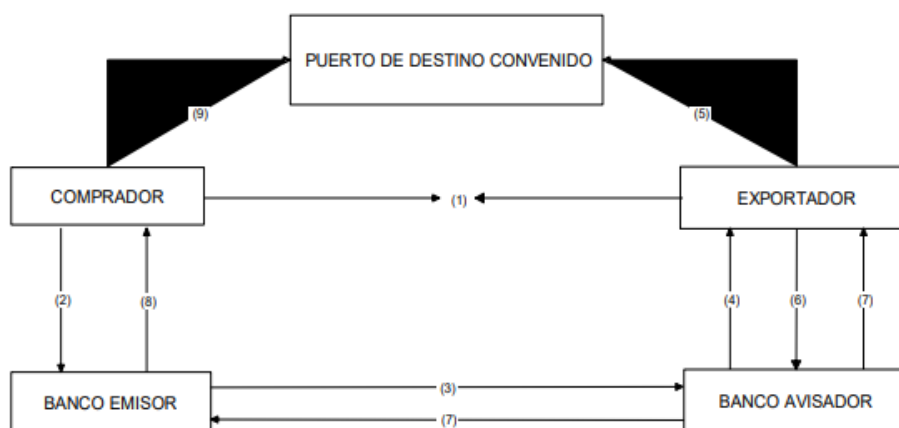 PUERTO DE DESTINO CONVENIDO
(9)
(5)
COMPRADOR
(1)
EXPORTADOR
(2)
(8)
(4)
(6)
(7)
BANCO EMISOR
(3)
BANCO AVISADOR
(7)